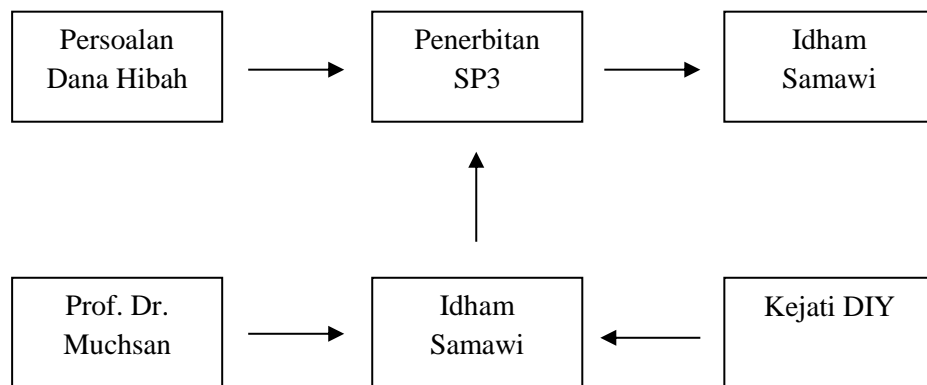 Persoalan
Dana Hibah
Penerbitan
SP3
Idham
Samawi
Prof. Dr.
Muchsan
Idham
Samawi
Kejati DIY